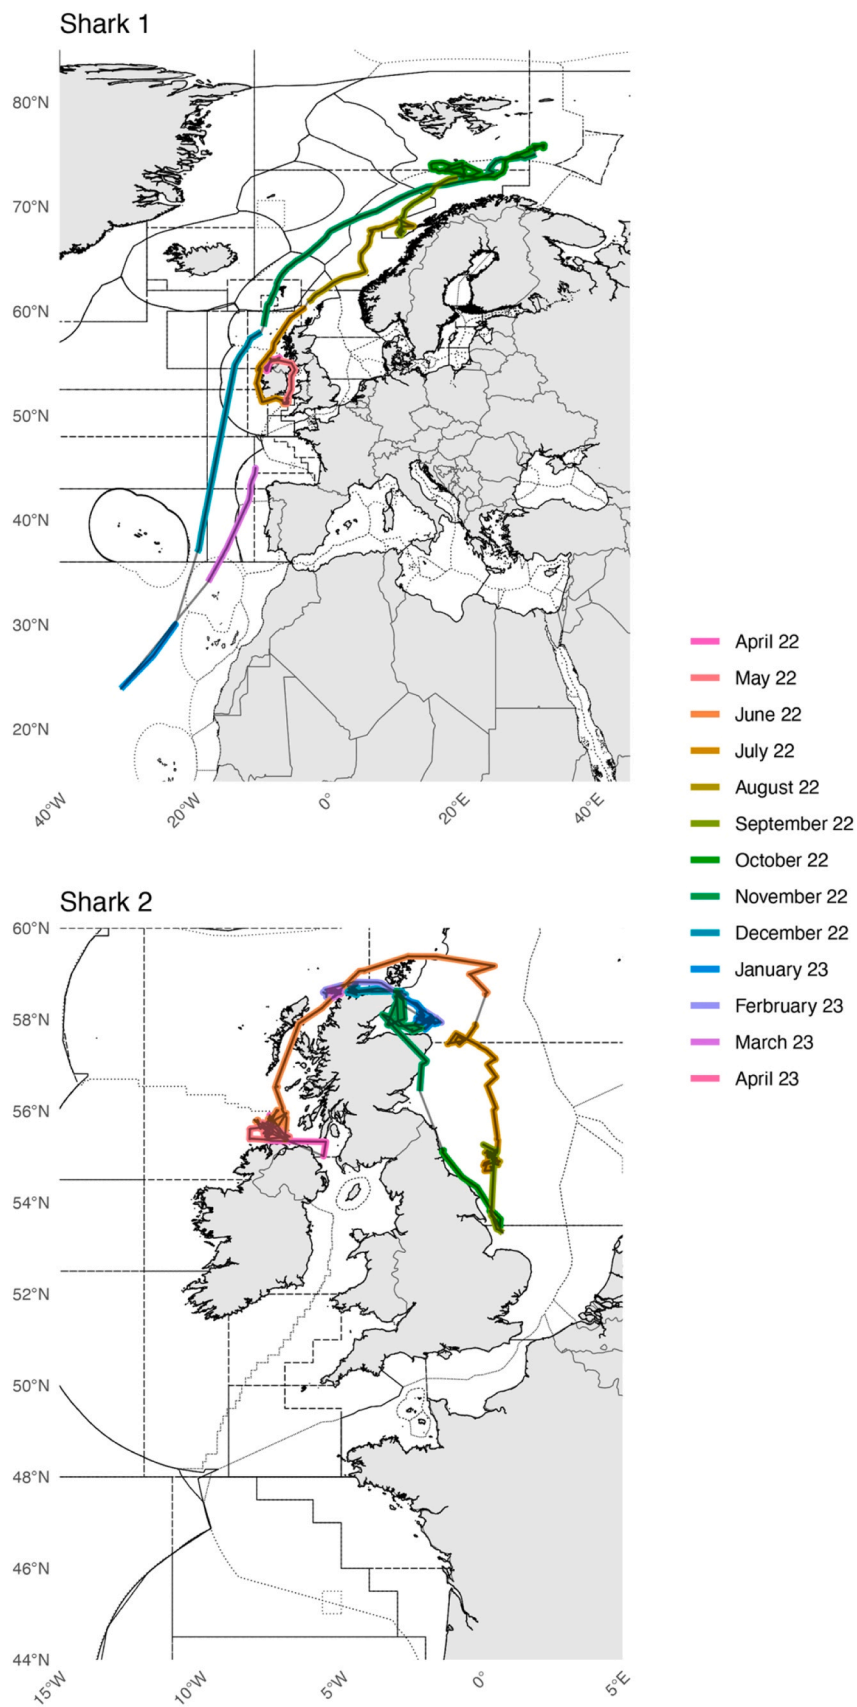 Shark 1
80°N
70°N
60°N
50°N
40°N
30°N
20°N
40°W
20°W
0°
20°E
40°E
April 22
May 22
June 22
July 22
August 22
September 22
October 22
November 22
December 22
January 23
Ferbruary 23
March 23
April 23
Shark 2
60°N
58°N
56°N
54°N
52°N
50°N
48°N
46°N
44°N
15°W
10°W
5°W
0°
5°E